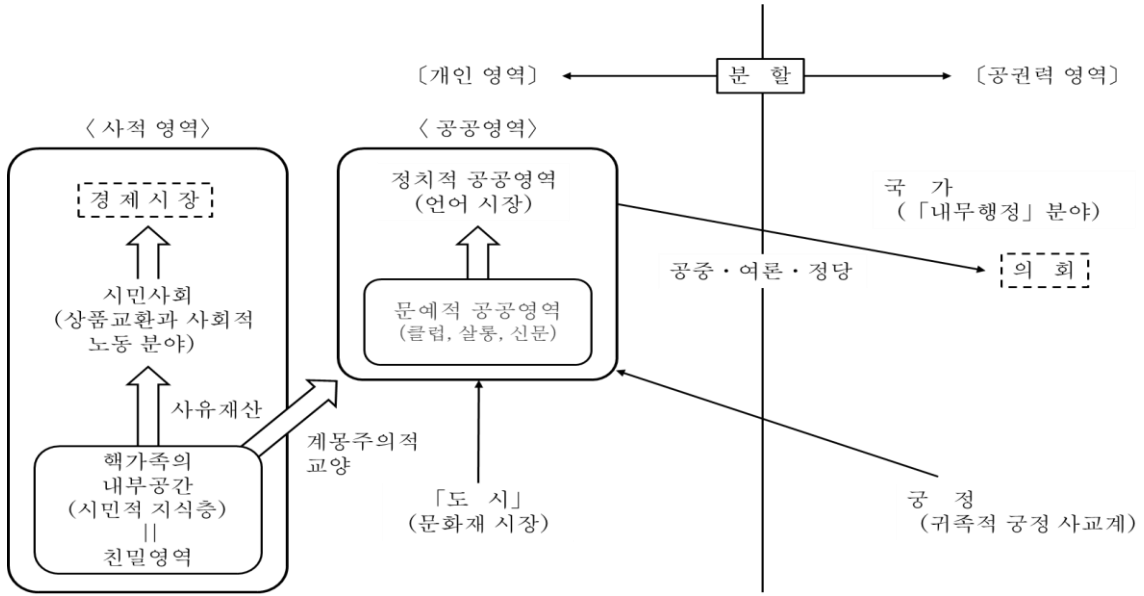 〔개인 영역〕
분 할
〔공권력 영역〕
〈 사적 영역〉
〈 공공영역〉
경 제 시 장
시민사회
(상품교환과 사회적
노동 분야)
사유재산
핵가족의
내부공간
(시민적 지식층)
||
친밀영역
계몽주의적
교양
정치적 공공영역
(언어 시장)
문예적 공공영역
(클럽, 살롱, 신문)
「도 시」
(문화재 시장)
공중・여론・정당
국 가
(「내무행정」분야)
의 회
궁 정
(귀족적 궁정 사교계)